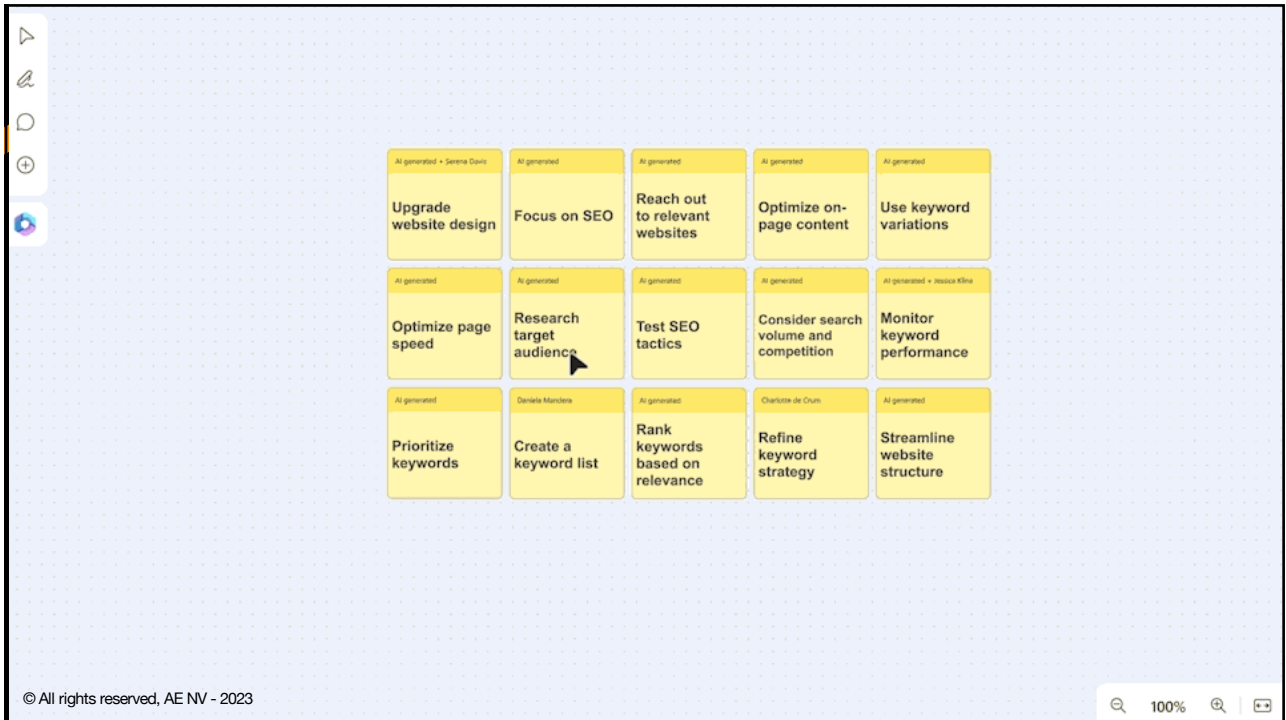 AI generated + Serena Davis
Upgrade
website design
AI generated
Focus on SEO
AI generated
Reach out
to relevant
websites
AI generated
Optimize on-
page content
AI generated
Use keyword
variations
AI generated
Optimize page
speed
AI generated
Research
target
audience
AI generated
Test SEO
tactics
AI generated
Consider search
volume and
competition
AI generated + Jessica Kline
Monitor
keyword
performance
AI generated
Prioritize
keywords
Daniela Mandera
Create a
keyword list
AI generated
Rank
keywords
based on
relevance
Charlotte de Crum
Refine
keyword
strategy
AI generated
Streamline
website
structure
© All rights reserved, AE NV - 2023
100%